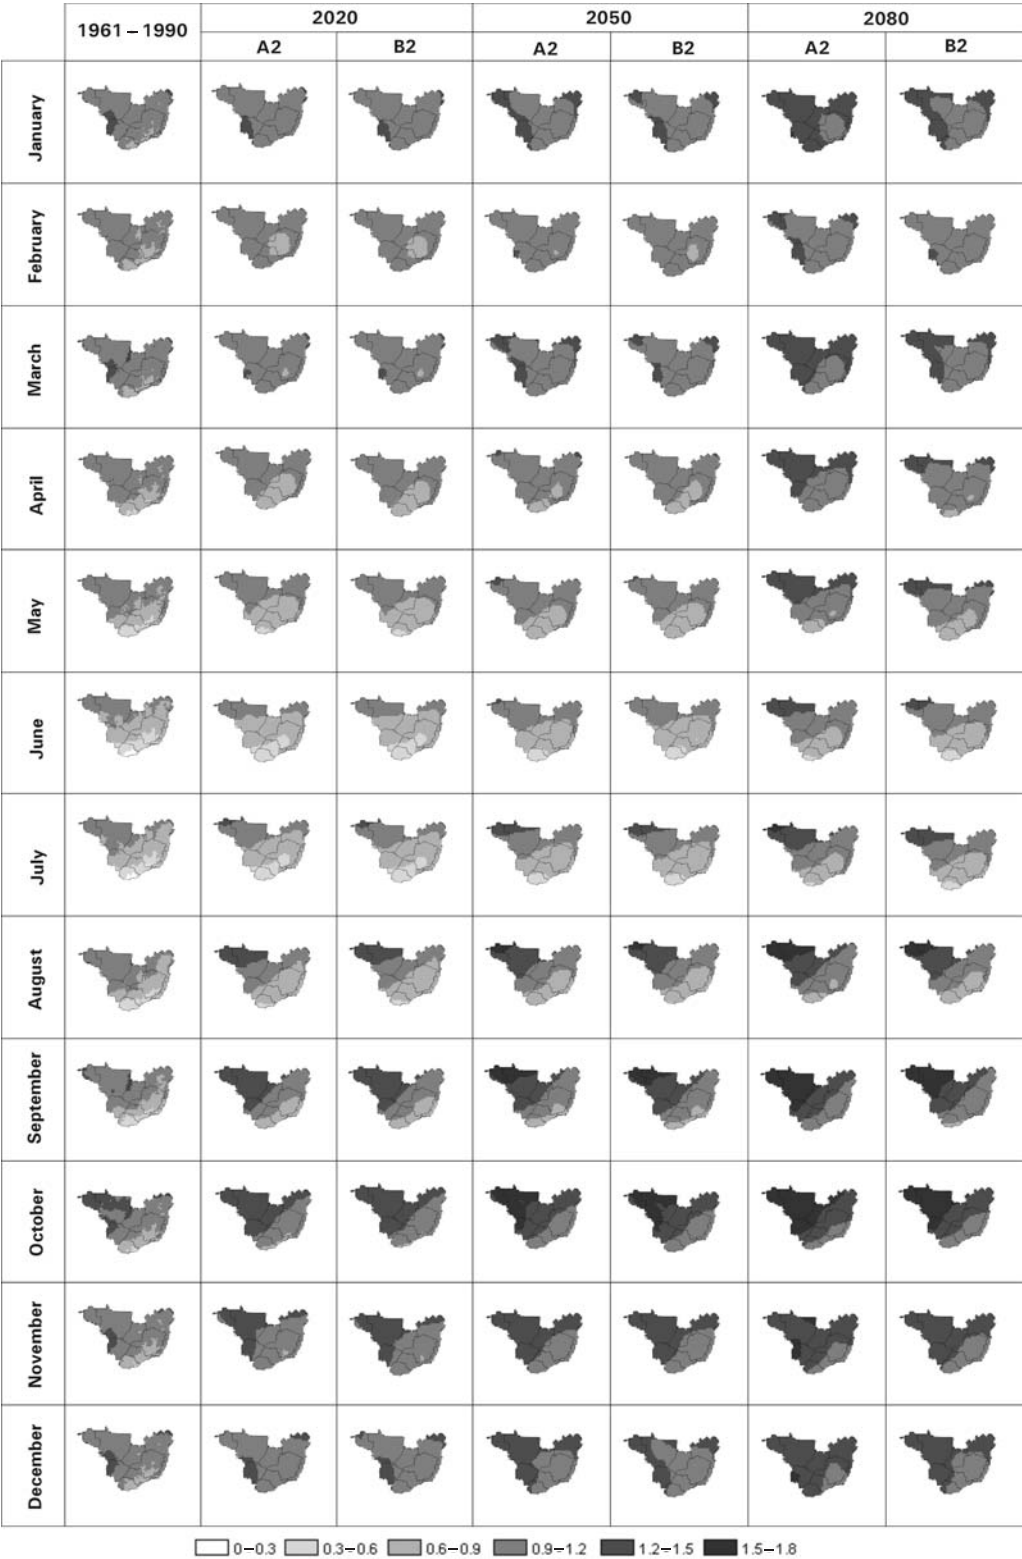 1961 – 1990 2020 2050 2080
A2 B2 A2 B2 A2 B2
January
February
March
April
May
June
July
August
September
October
November
December
0–0.3 0.3–0.6 0.6–0.9 0.9–1.2 1.2–1.5 1.5–1.8